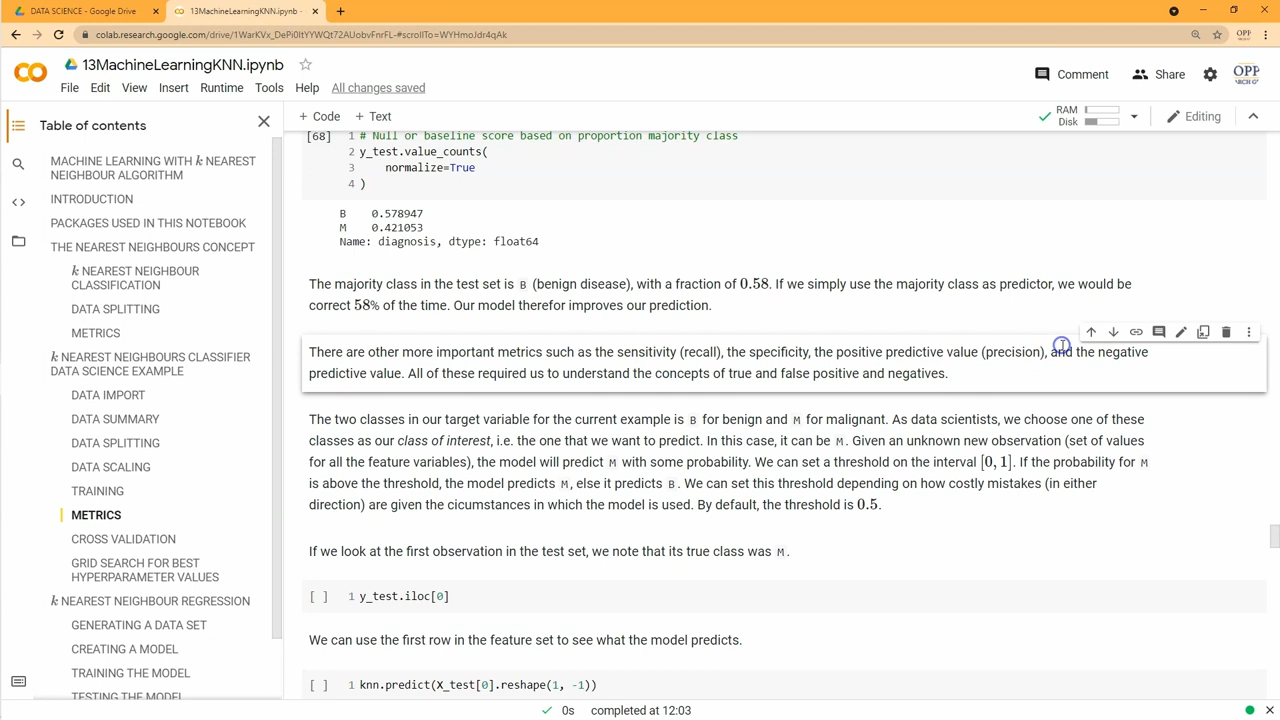 DATA SCIENCE - Google Drive
13MachineLearningKNN.ipynb
colab.research.google.com/drive/1WarKVx_DePi0ItYYWQt72AUobvFnrFL-#scrollTo=WYHmoJdr4qAk
13MachineLearningKNN.ipynb
File Edit View Insert Runtime Tools Help All changes saved
Comment Share
OPP
Table of contents
+ Code + Text
RAM
Disk
Editing
MACHINE LEARNING WITH k NEAREST
NEIGHBOUR ALGORITHM
INTRODUCTION
PACKAGES USED IN THIS NOTEBOOK
THE NEAREST NEIGHBOURS CONCEPT
k NEAREST NEIGHBOUR
CLASSIFICATION
DATA SPLITTING
METRICS
k NEAREST NEIGHBOURS CLASSIFIER
DATA SCIENCE EXAMPLE
DATA IMPORT
DATA SUMMARY
DATA SPLITTING
DATA SCALING
TRAINING
METRICS
CROSS VALIDATION
GRID SEARCH FOR BEST
HYPERPARAMETER VALUES
k NEAREST NEIGHBOUR REGRESSION
GENERATING A DATA SET
CREATING A MODEL
TRAINING THE MODEL
TESTING THE MODEL
[68] 1 # Null or baseline score based on proportion majority class
2 y_test.value_counts(
3 normalize=True
4 )
B 0.578947
M 0.421053
Name: diagnosis, dtype: float64
The majority class in the test set is B (benign disease), with a fraction of 0.58. If we simply use the majority class as predictor, we would be
correct 58% of the time. Our model therefor improves our prediction.
There are other more important metrics such as the sensitivity (recall), the specificity, the positive predictive value (precision), and the negative
predictive value. All of these required us to understand the concepts of true and false positive and negatives.
The two classes in our target variable for the current example is B for benign and M for malignant. As data scientists, we choose one of these
classes as our class of interest, i.e. the one that we want to predict. In this case, it can be M. Given an unknown new observation (set of values
for all the feature variables), the model will predict M with some probability. We can set a threshold on the interval [0, 1]. If the probability for M
is above the threshold, the model predicts M, else it predicts B. We can set this threshold depending on how costly mistakes (in either
direction) are given the cicumstances in which the model is used. By default, the threshold is 0.5.
If we look at the first observation in the test set, we note that its true class was M.
[ ] 1 y_test.iloc[0]
We can use the first row in the feature set to see what the model predicts.
[ ] 1 knn.predict(X_test[0].reshape(1, -1))
0s completed at 12:03